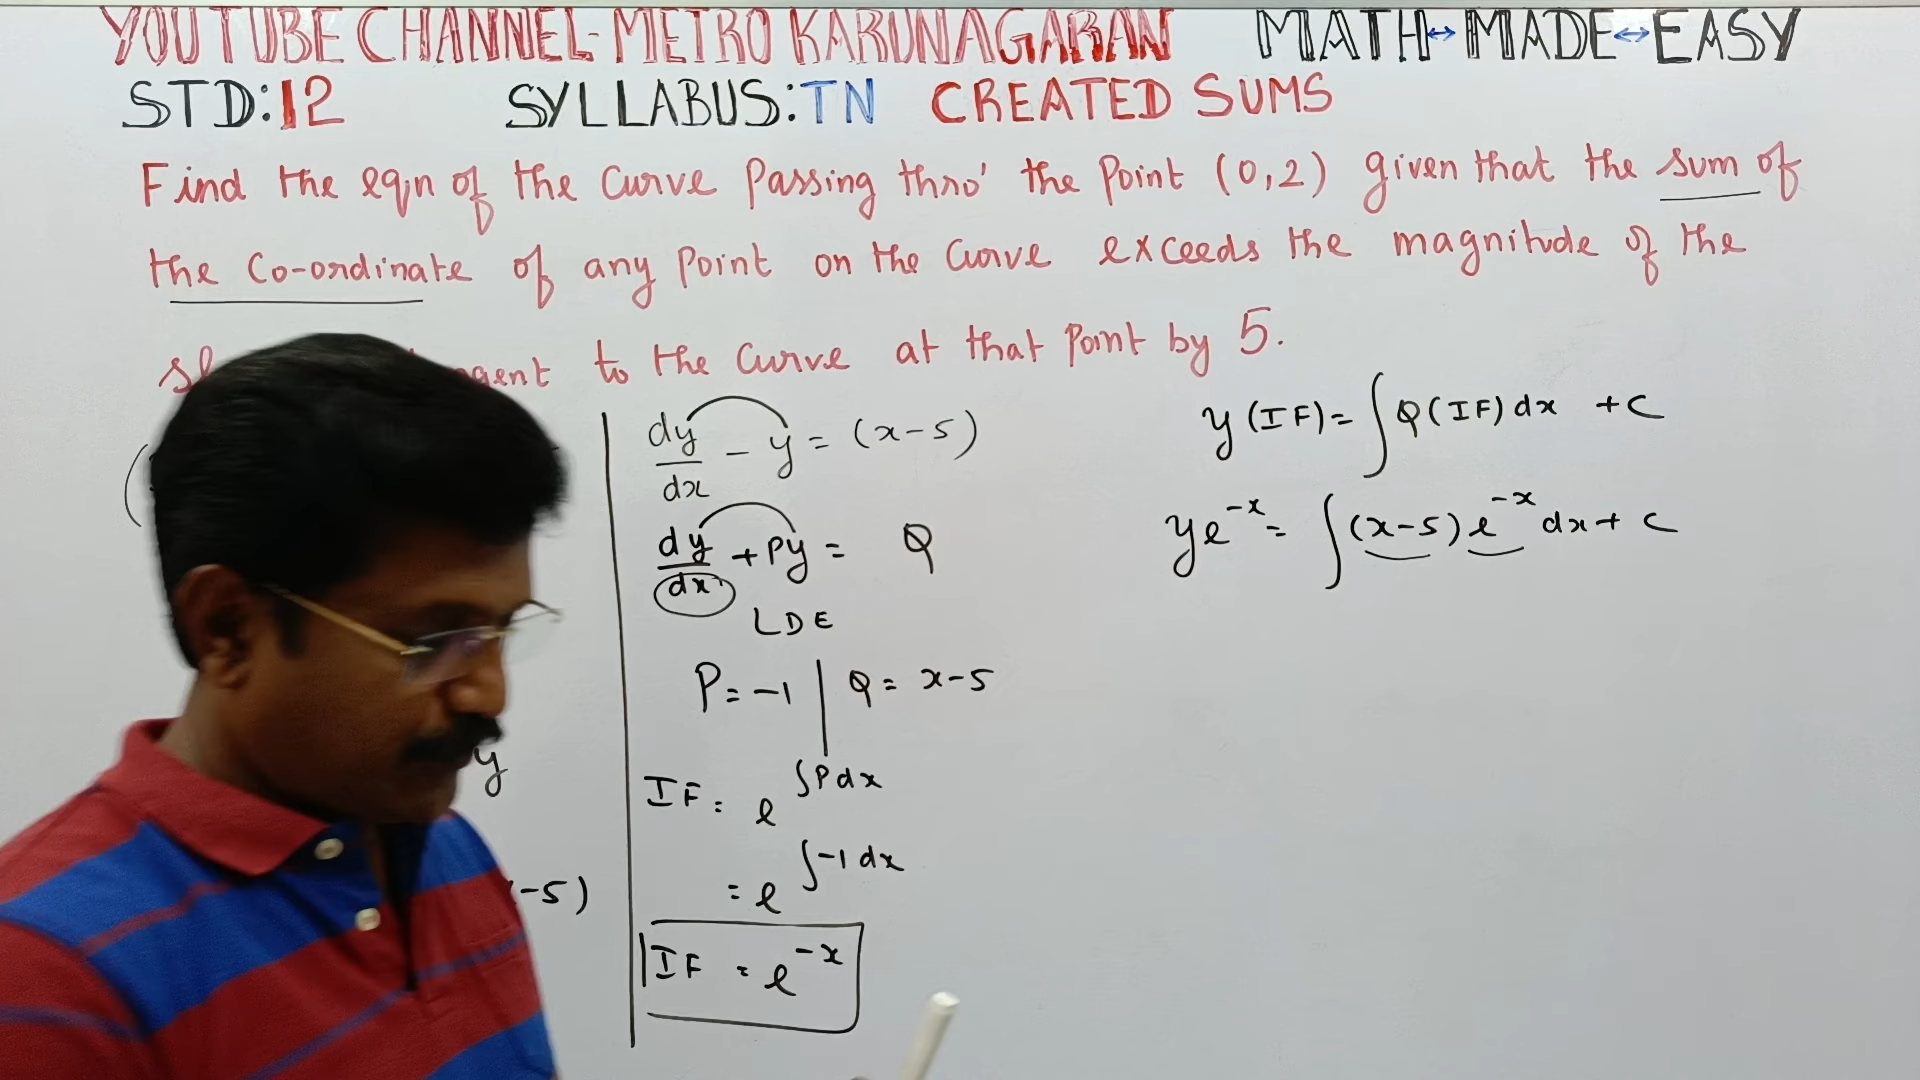 YOUTUBE CHANNEL-METRO KARUNAGARAN MATH↔MADE↔EASY
STD:12 SYLLABUS:TN CREATED SUMS
Find the eqn of the curve passing thro' the point (0,2) given that the sum of
the co-ordinate of any point on the curve exceeds the magnitude of the
to the curve at that point by 5.
dy/dx - y = (x-5)
dy/dx + Py = Q
LDE
P = -1 | Q = x-5
y
IF = e^∫Pdx
= e^∫-1dx
-5)
IF = e^-x
y(IF) = ∫Q(IF)dx + C
ye^-x = ∫(x-5)e^-x dx + C